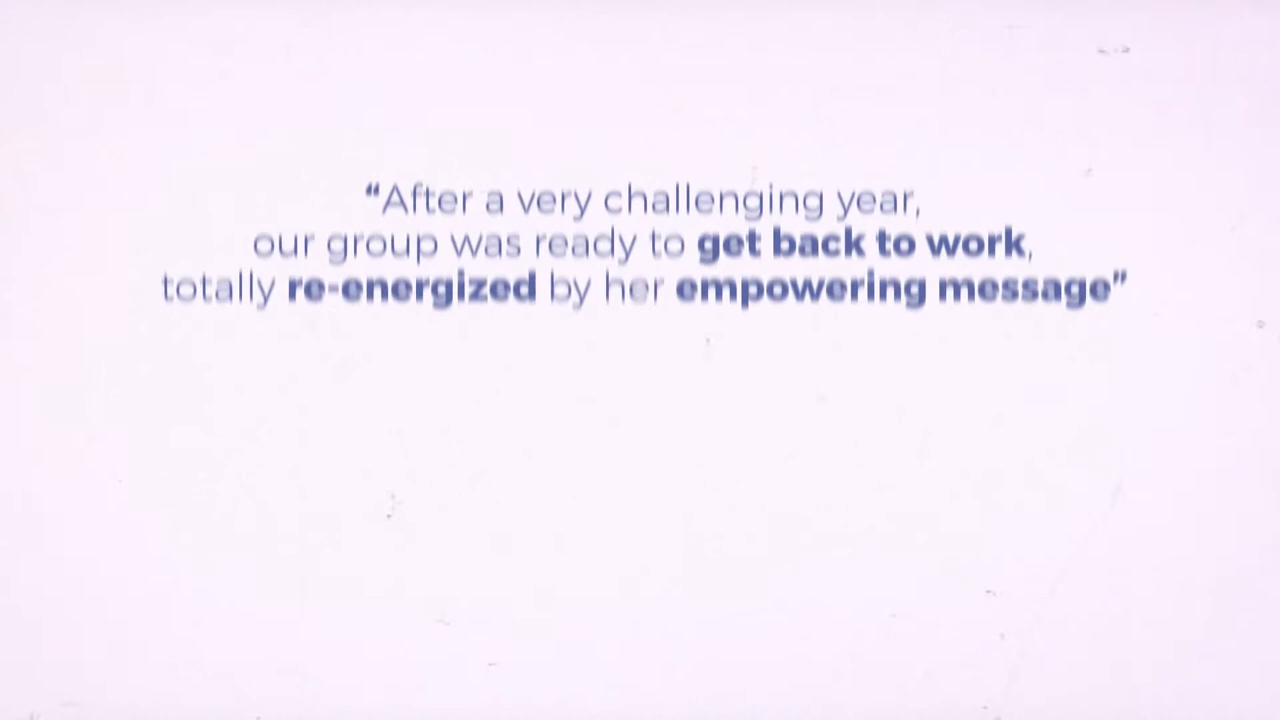 “After a very challenging year,
our group was ready to get back to work,
totally re-energized by her empowering message”